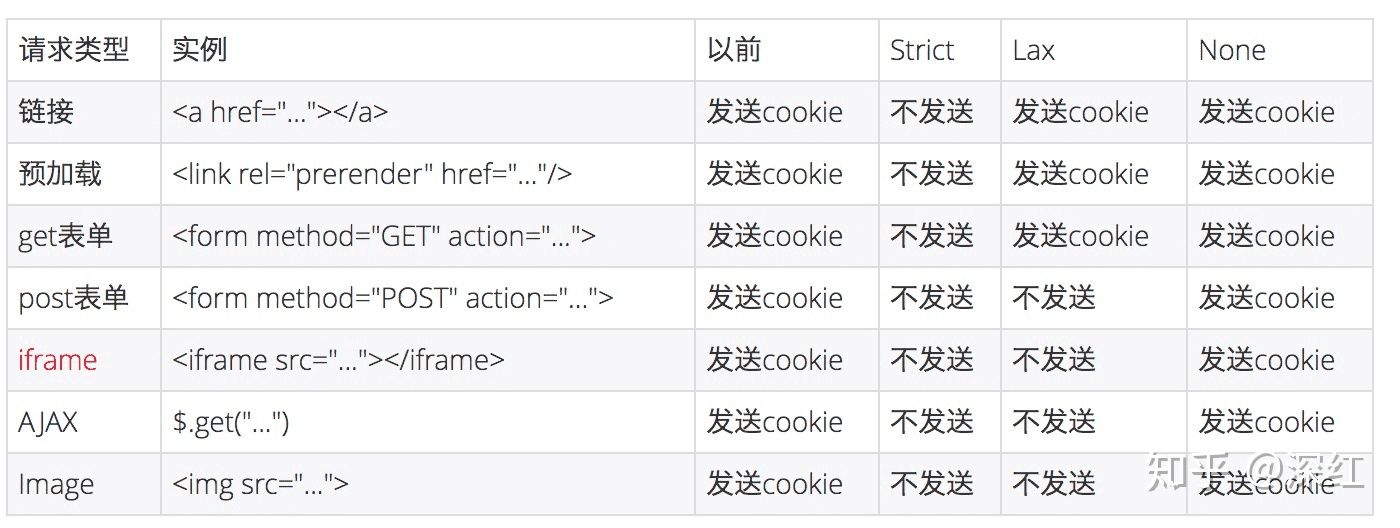 请求类型 实例 以前 Strict Lax None
链接 <a href="..."></a> 发送cookie 不发送 发送cookie 发送cookie
预加载 <link rel="prerender" href="..."/> 发送cookie 不发送 发送cookie 发送cookie
get表单 <form method="GET" action="..."> 发送cookie 不发送 发送cookie 发送cookie
post表单 <form method="POST" action="..."> 发送cookie 不发送 不发送 发送cookie
iframe <iframe src="..."></iframe> 发送cookie 不发送 不发送 发送cookie
AJAX $.get("...") 发送cookie 不发送 不发送 发送cookie
Image <img src="..."> 发送cookie 不发送 不发送 发送cookie
知乎 @深红